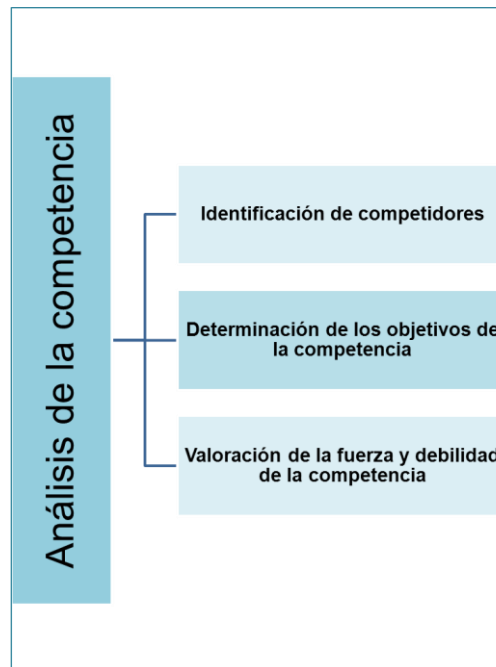 Análisis de la competencia
Identificación de competidores
Determinación de los objetivos de
la competencia
Valoración de la fuerza y debilidad
de la competencia